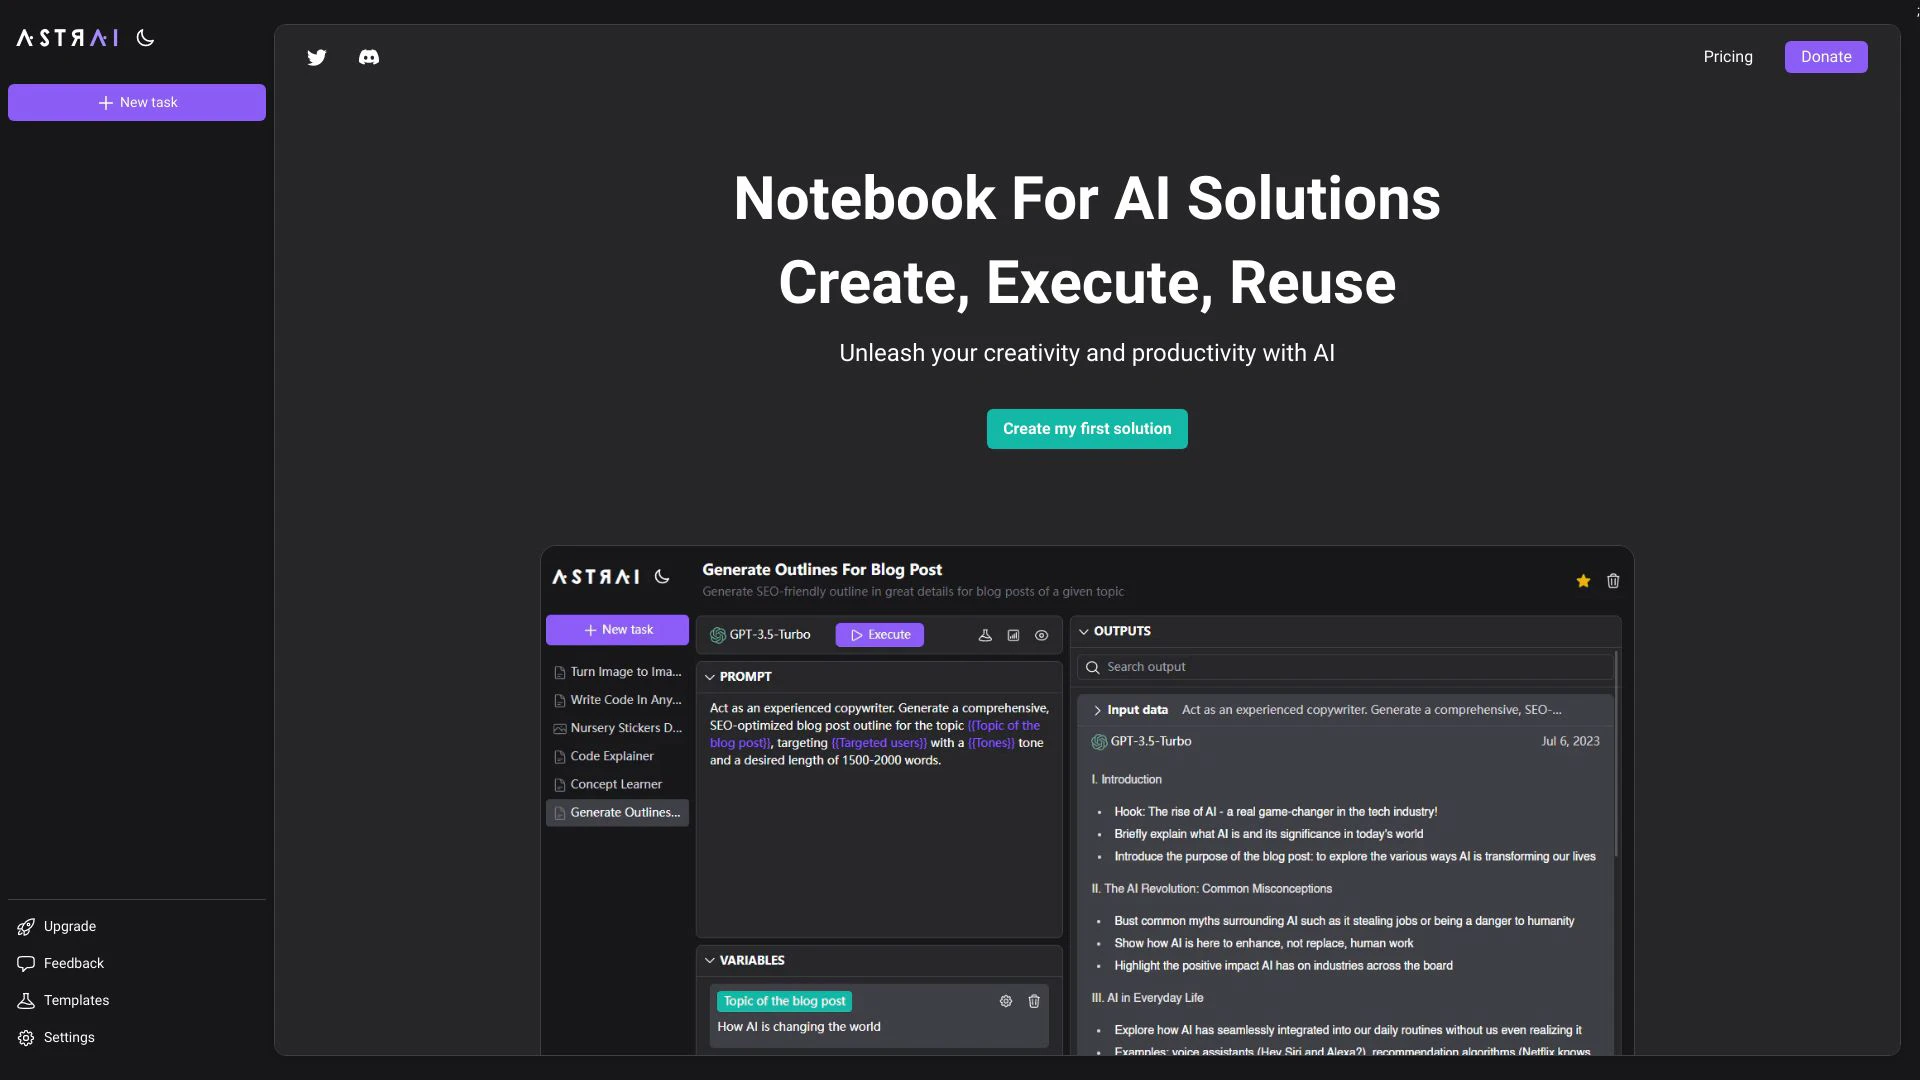 ASTRAI
New task
Upgrade
Feedback
Templates
Settings
Pricing
Donate
Notebook For AI Solutions
Create, Execute, Reuse
Unleash your creativity and productivity with AI
Create my first solution
ASTRAI
New task
Turn Image to Ima...
Write Code In Any...
Nursery Stickers D...
Code Explainer
Concept Learner
Generate Outlines...
Generate Outlines For Blog Post
Generate SEO-friendly outline in great details for blog posts of a given topic
GPT-3.5-Turbo
Execute
PROMPT
Act as an experienced copywriter. Generate a comprehensive,
SEO-optimized blog post outline for the topic {{Topic of the
blog post}}, targeting {{Targeted users}} with a {{Tones}} tone
and a desired length of 1500-2000 words.
VARIABLES
Topic of the blog post
How AI is changing the world
OUTPUTS
Search output
Input data Act as an experienced copywriter. Generate a comprehensive, SEO-...
GPT-3.5-Turbo Jul 6, 2023
I. Introduction
• Hook: The rise of AI - a real game-changer in the tech industry!
• Briefly explain what AI is and its significance in today's world
• Introduce the purpose of the blog post: to explore the various ways AI is transforming our lives
II. The AI Revolution: Common Misconceptions
• Bust common myths surrounding AI such as it stealing jobs or being a danger to humanity
• Show how AI is here to enhance, not replace, human work
• Highlight the positive impact AI has on industries across the board
III. AI in Everyday Life
• Explore how AI has seamlessly integrated into our daily routines without us even realizing it
• Examples: voice assistants (Hey Siri and Alexa?), recommendation algorithms (Netflix knows